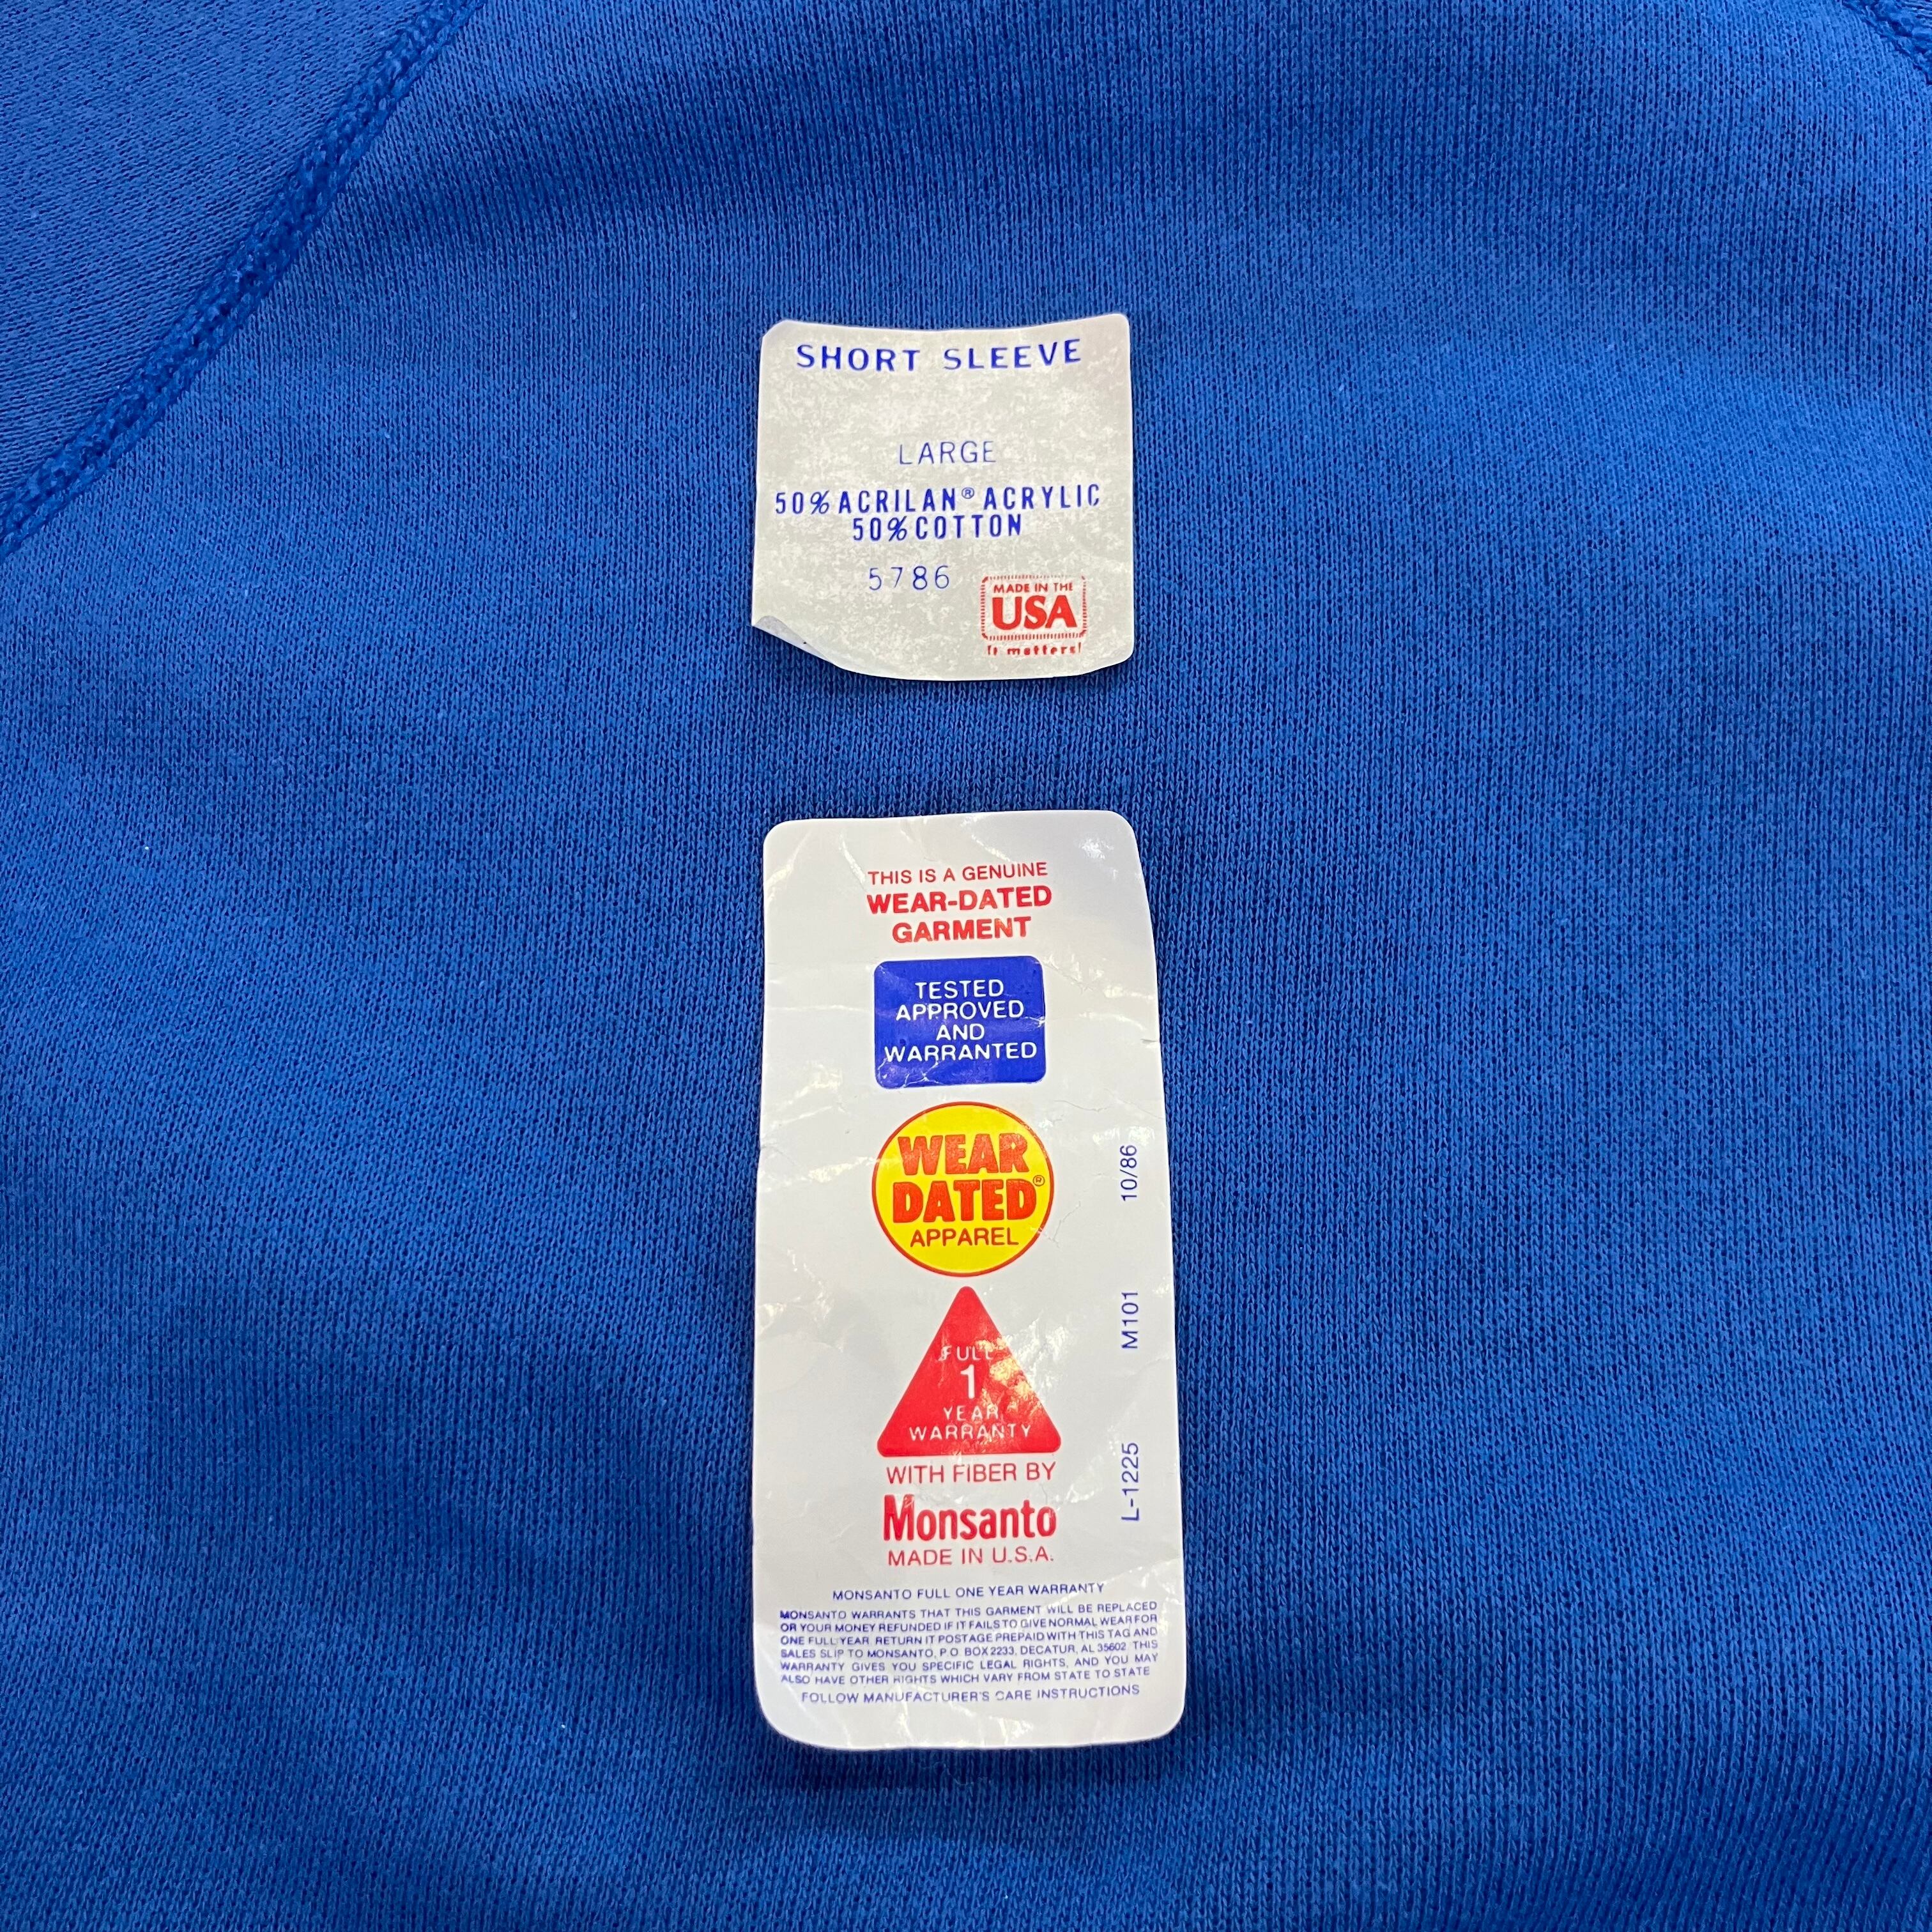 SHORT SLEEVE
LARGE
50% ACRILAN® ACRYLIC
50% COTTON
5786
MADE IN THE
USA
It matters!
THIS IS A GENUINE
WEAR-DATED
GARMENT
TESTED
APPROVED
AND
WARRANTED
WEAR
DATED®
APPAREL
FULL
1
YEAR
WARRANTY
WITH FIBER BY
Monsanto
MADE IN U.S.A.
10/86
M101
L-1225
MONSANTO FULL ONE YEAR WARRANTY
MONSANTO WARRANTS THAT THIS GARMENT WILL BE REPLACED
OR YOUR MONEY REFUNDED IF IT FAILS TO GIVE NORMAL WEAR FOR
ONE FULL YEAR. RETURN IT POSTAGE PREPAID WITH THIS TAG AND
SALES SLIP TO MONSANTO, P.O. BOX 2233, DECATUR, AL 35602. THIS
WARRANTY GIVES YOU SPECIFIC LEGAL RIGHTS, AND YOU MAY
ALSO HAVE OTHER RIGHTS WHICH VARY FROM STATE TO STATE
FOLLOW MANUFACTURER'S CARE INSTRUCTIONS